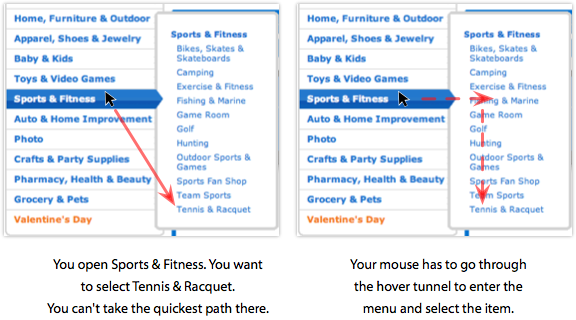 Home, Furniture & Outdoor
Apparel, Shoes & Jewelry
Baby & Kids
Toys & Video Games
Sports & Fitness
Auto & Home Improvement
Photo
Crafts & Party Supplies
Pharmacy, Health & Beauty
Grocery & Pets
Valentine's Day
Sports & Fitness
Bikes, Skates &
Skateboards
Camping
Exercise & Fitness
Fishing & Marine
Game Room
Golf
Hunting
Outdoor Sports &
Games
Sports Fan Shop
Team Sports
Tennis & Racquet
You open Sports & Fitness. You want
to select Tennis & Racquet.
You can't take the quickest path there.
Home, Furniture & Outdoor
Apparel, Shoes & Jewelry
Baby & Kids
Toys & Video Games
Sports & Fitness
Auto & Home Improvement
Photo
Crafts & Party Supplies
Pharmacy, Health & Beauty
Grocery & Pets
Valentine's Day
Sports & Fitness
Bikes, Skates &
Skateboards
Camping
Exercise & Fitness
Fishing & Marine
Game Room
Golf
Hunting
Outdoor Sports &
Games
Sports Fan Shop
Team Sports
Tennis & Racquet
Your mouse has to go through
the hover tunnel to enter the
menu and select the item.